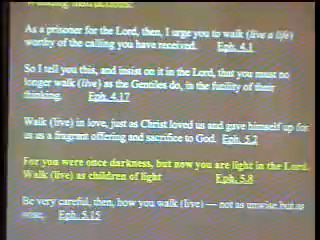 Walking Instructions:
As a prisoner for the Lord, then, I urge you to walk (live a life)
worthy of the calling you have received. Eph. 4.1
So I tell you this, and insist on it in the Lord, that you must no
longer walk (live) as the Gentiles do, in the futility of their
thinking. Eph. 4.17
Walk (live) in love, just as Christ loved us and gave himself up for
us as a fragrant offering and sacrifice to God. Eph. 5.2
For you were once darkness, but now you are light in the Lord.
Walk (live) as children of light Eph. 5.8
Be very careful, then, how you walk (live) — not as unwise but as
wise. Eph. 5.15